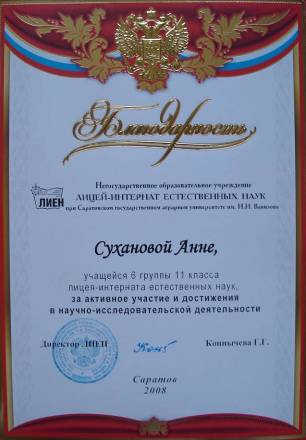 Благодарность
Негосударственное образовательное учреждение
ЛИЕН
ЛИЦЕЙ-ИНТЕРНАТ ЕСТЕСТВЕННЫХ НАУК
при Саратовском государственном аграрном университете им. Н.И. Вавилова
Сухановой Анне,
учащейся 6 группы 11 класса
лицея-интерната естественных наук,
за активное участие и достижения
в научно-исследовательской деятельности
Директор ЛИЕН
Конпычева Г.Г.
Саратов
2008